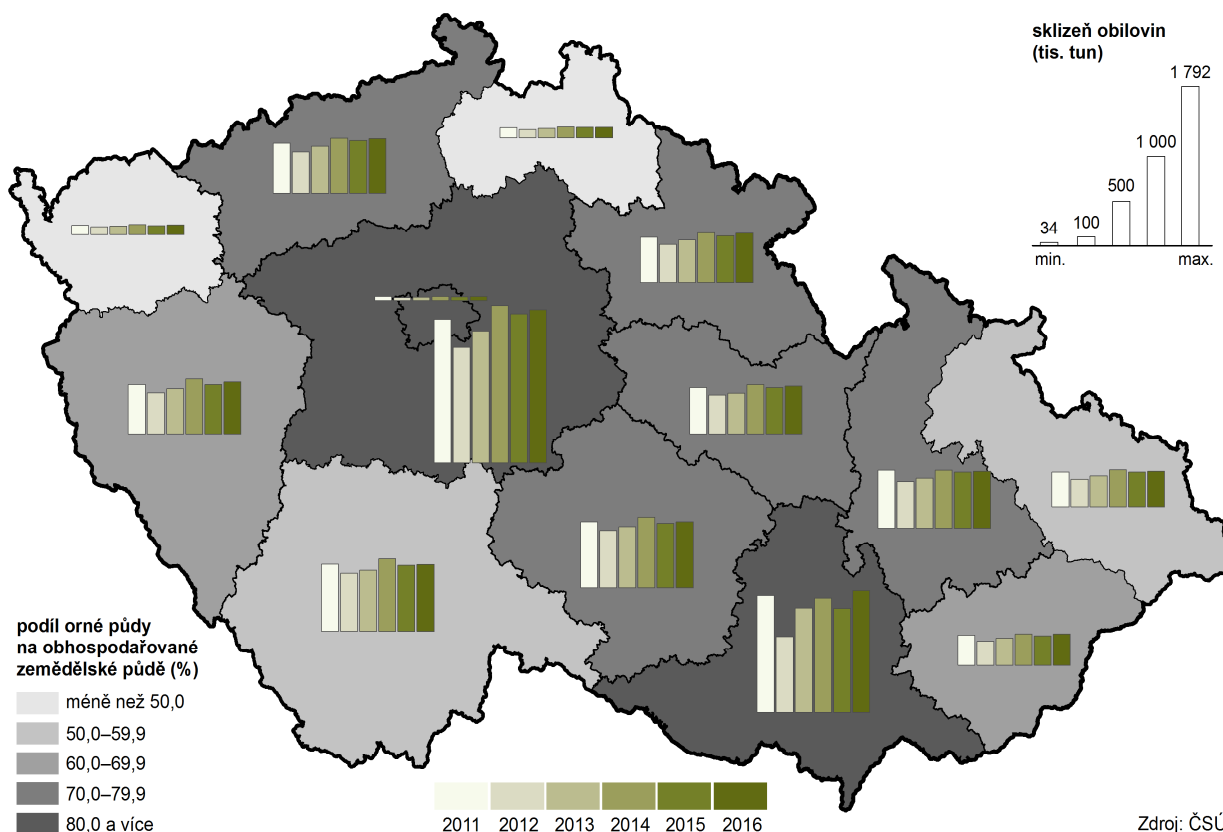 sklizeň obilovin
(tis. tun)
1 792
1 000
500
100
34
min.
max.
podíl orné půdy
na obhospodařované
zemědělské půdě (%)
méně než 50,0
50,0–59,9
60,0–69,9
70,0–79,9
80,0 a více
2011 2012 2013 2014 2015 2016
Zdroj: ČSÚ